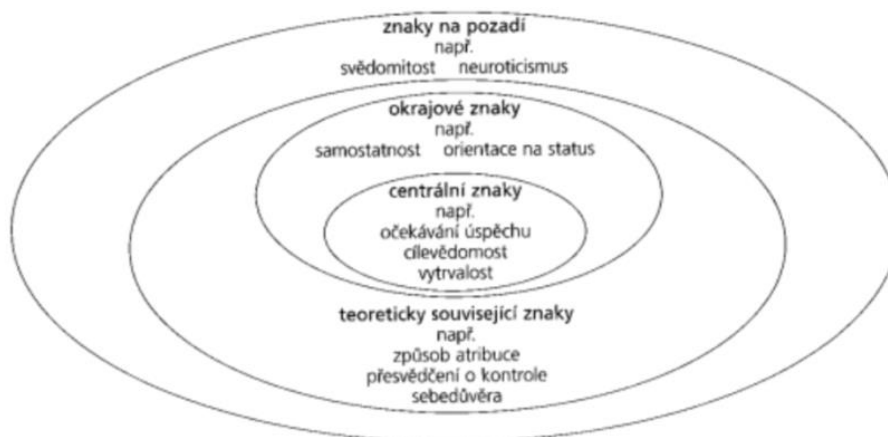 znaky na pozadí
např.
svědomitost neuroticismus
okrajové znaky
např.
samostatnost orientace na status
centrální znaky
např.
očekávání úspěchu
cílevědomost
vytrvalost
teoreticky související znaky
např.
způsob atribuce
přesvědčení o kontrole
sebedůvěra